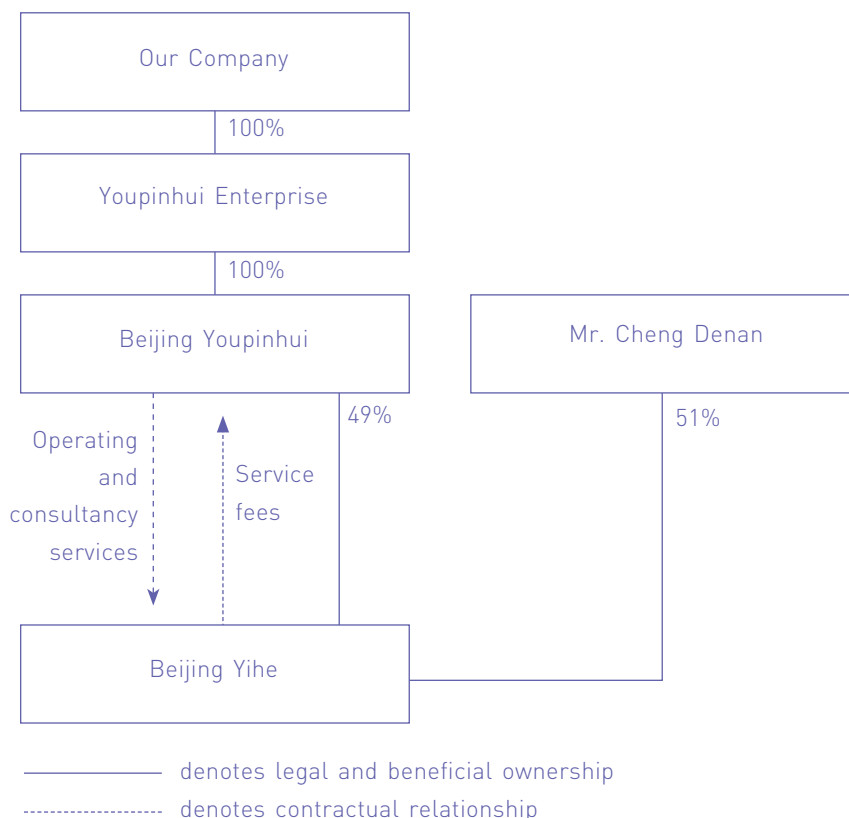 Our Company
100%
Youpinhui Enterprise
100%
Beijing Youpinhui
Mr. Cheng Denan
49%
51%
Operating
and
consultancy
services
Service
fees
Beijing Yihe
denotes legal and beneficial ownership
denotes contractual relationship